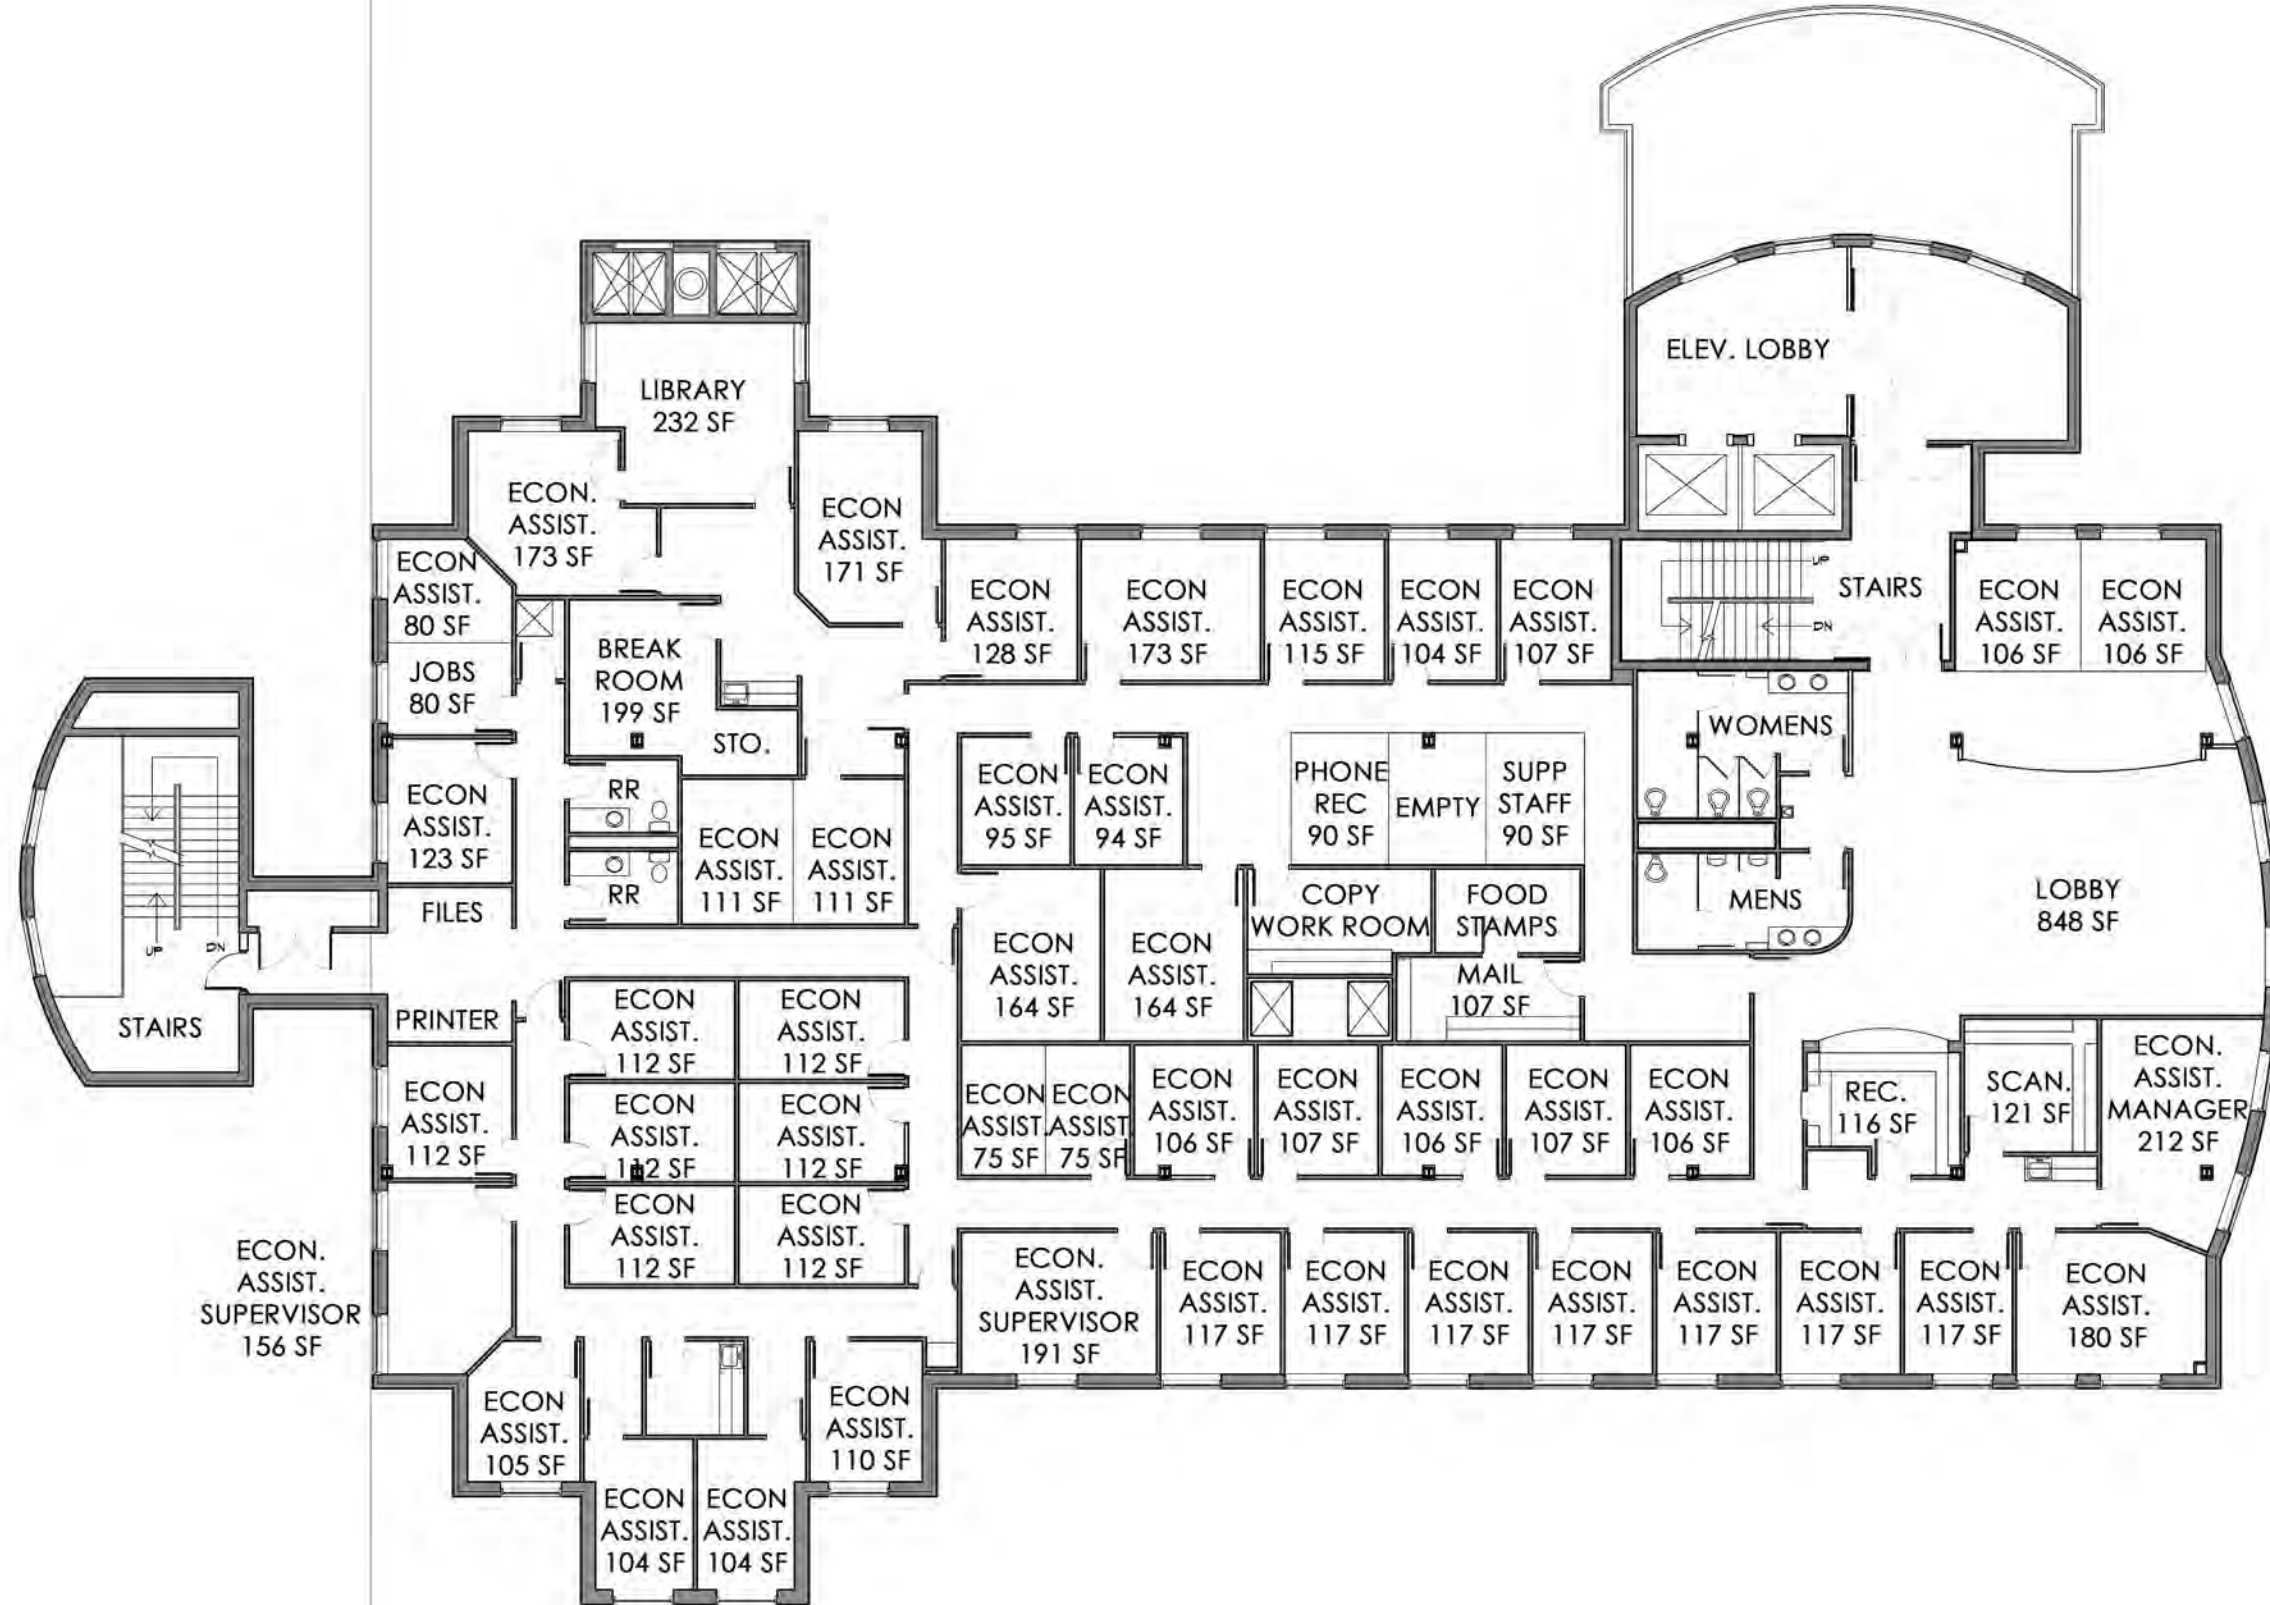 ELEV. LOBBY
LIBRARY
232 SF
ECON.
ASSIST.
173 SF
ECON
ASSIST.
171 SF
ECON
ASSIST.
80 SF
JOBS
80 SF
BREAK
ROOM
199 SF
STO.
ECON
ASSIST.
128 SF
ECON
ASSIST.
173 SF
ECON
ASSIST.
115 SF
ECON
ASSIST.
104 SF
ECON
ASSIST.
107 SF
UP
DN
STAIRS
ECON
ASSIST.
106 SF
ECON
ASSIST.
106 SF
WOMENS
ECON
ASSIST.
123 SF
RR
RR
ECON
ASSIST.
111 SF
ECON
ASSIST.
111 SF
ECON
ASSIST.
95 SF
ECON
ASSIST.
94 SF
PHONE
REC
90 SF
EMPTY
SUPP
STAFF
90 SF
MENS
LOBBY
848 SF
FILES
UP
DN
STAIRS
PRINTER
ECON
ASSIST.
164 SF
ECON
ASSIST.
164 SF
COPY
WORK ROOM
FOOD
STAMPS
MAIL
107 SF
ECON
ASSIST.
112 SF
ECON
ASSIST.
112 SF
ECON
ASSIST.
112 SF
ECON
ASSIST.
112 SF
ECON
ASSIST.
112 SF
ECON
ASSIST.
112 SF
ECON
ASSIST.
112 SF
ECON
ASSIST.
75 SF
ECON
ASSIST
75 SF
ECON
ASSIST.
106 SF
ECON
ASSIST.
107 SF
ECON
ASSIST.
106 SF
ECON
ASSIST.
107 SF
ECON
ASSIST.
106 SF
REC.
116 SF
SCAN.
121 SF
ECON.
ASSIST.
MANAGER
212 SF
ECON.
ASSIST.
SUPERVISOR
156 SF
ECON.
ASSIST.
SUPERVISOR
191 SF
ECON
ASSIST.
117 SF
ECON
ASSIST.
117 SF
ECON
ASSIST.
117 SF
ECON
ASSIST.
117 SF
ECON
ASSIST.
117 SF
ECON
ASSIST.
117 SF
ECON
ASSIST.
117 SF
ECON
ASSIST.
180 SF
ECON
ASSIST.
105 SF
ECON
ASSIST.
104 SF
ECON
ASSIST.
104 SF
ECON
ASSIST.
110 SF